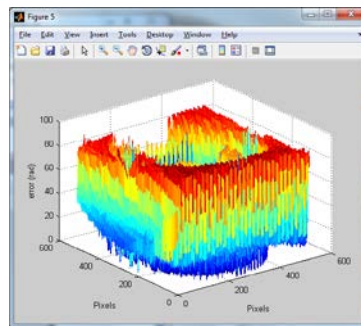 Figure 5
File Edit View Insert Tools Desktop Window Help
100
80
60
40
20
0
error (rad)
600
400
200
0
Pixels
0
200
400
600
Pixels